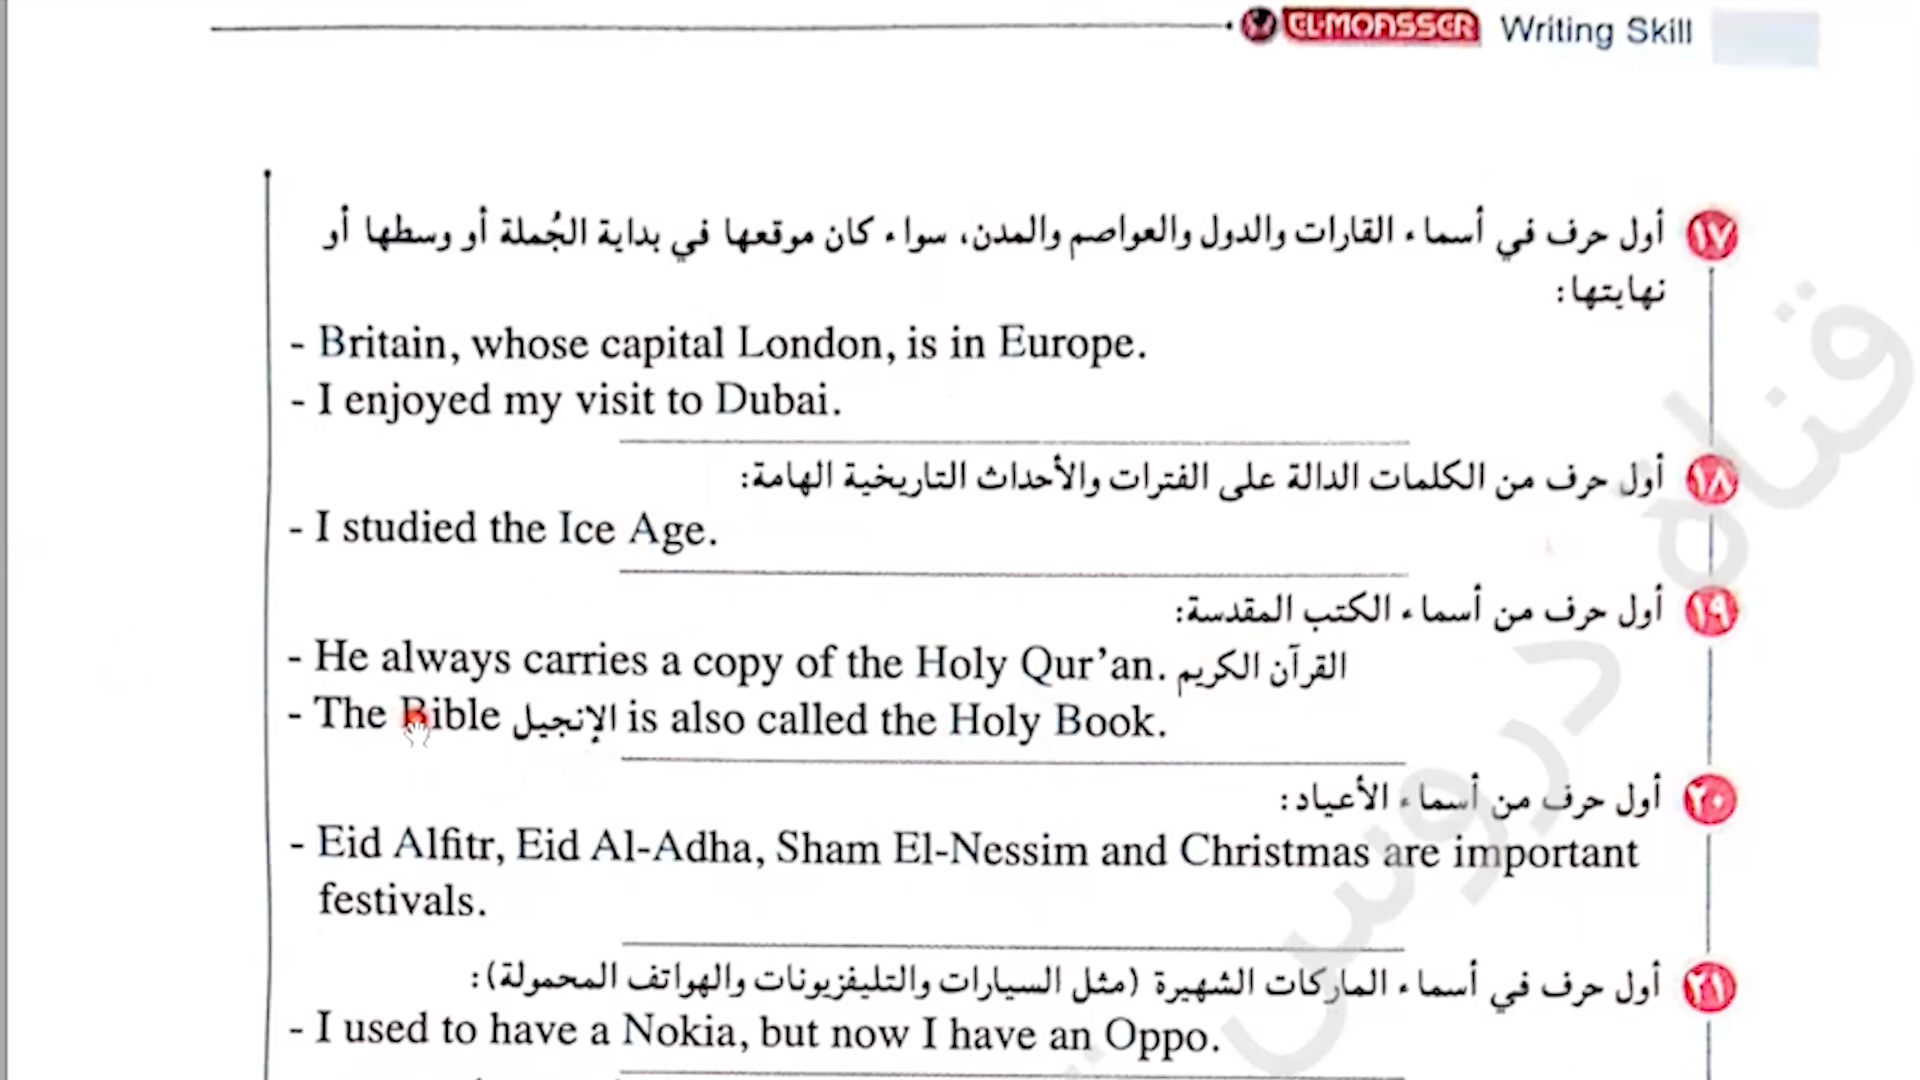 EL-MOASSER Writing Skill
١٧ أول حرف في أسماء القارات والدول والعواصم والمدن، سواء كان موقعها في بداية الجُملة أو وسطها أو
نهايتها:
- Britain, whose capital London, is in Europe.
- I enjoyed my visit to Dubai.
١٨ أول حرف من الكلمات الدالة على الفترات والأحداث التاريخية الهامة:
- I studied the Ice Age.
١٩ أول حرف من أسماء الكتب المقدسة:
- He always carries a copy of the Holy Qur’an. القرآن الكريم
- The Bible الإنجيل is also called the Holy Book.
٢٠ أول حرف من أسماء الأعياد:
- Eid Alfitr, Eid Al-Adha, Sham El-Nessim and Christmas are important
festivals.
٢١ أول حرف في أسماء الماركات الشهيرة (مثل السيارات والتليفزيونات والهواتف المحمولة):
- I used to have a Nokia, but now I have an Oppo.
قناة دروس